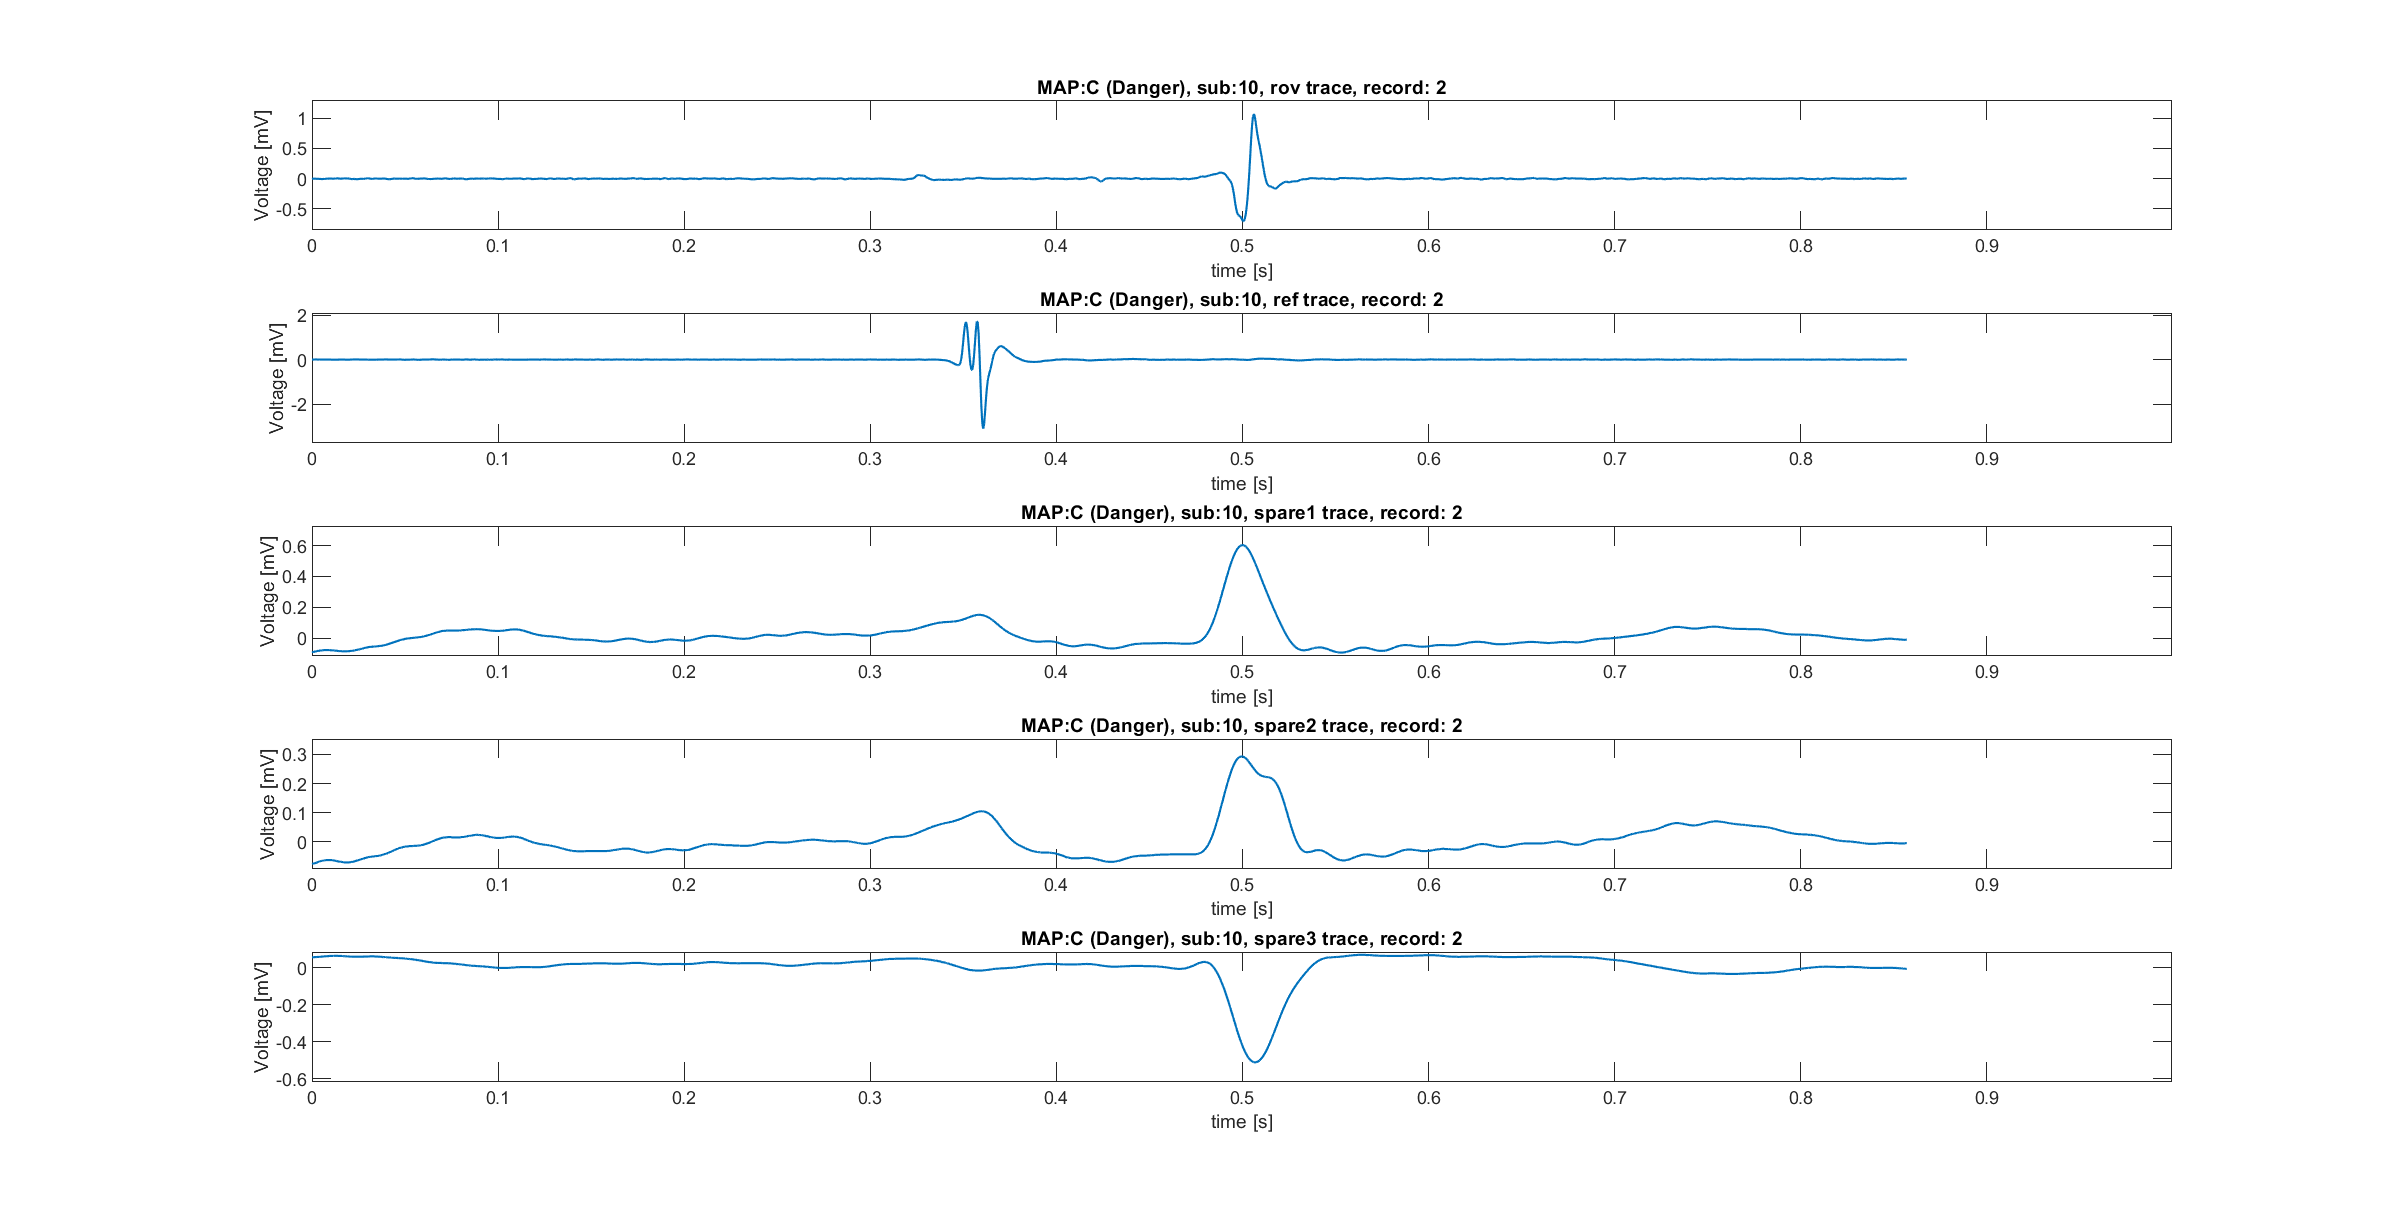 MAP:C (Danger), sub:10, rov trace, record: 2
Voltage [mV]
1
0.5
0
-0.5
0 0.1 0.2 0.3 0.4 0.5 0.6 0.7 0.8 0.9
time [s]
MAP:C (Danger), sub:10, ref trace, record: 2
Voltage [mV]
2
0
-2
0 0.1 0.2 0.3 0.4 0.5 0.6 0.7 0.8 0.9
time [s]
MAP:C (Danger), sub:10, spare1 trace, record: 2
Voltage [mV]
0.6
0.4
0.2
0
0 0.1 0.2 0.3 0.4 0.5 0.6 0.7 0.8 0.9
time [s]
MAP:C (Danger), sub:10, spare2 trace, record: 2
Voltage [mV]
0.3
0.2
0.1
0
0 0.1 0.2 0.3 0.4 0.5 0.6 0.7 0.8 0.9
time [s]
MAP:C (Danger), sub:10, spare3 trace, record: 2
Voltage [mV]
0
-0.2
-0.4
-0.6
0 0.1 0.2 0.3 0.4 0.5 0.6 0.7 0.8 0.9
time [s]